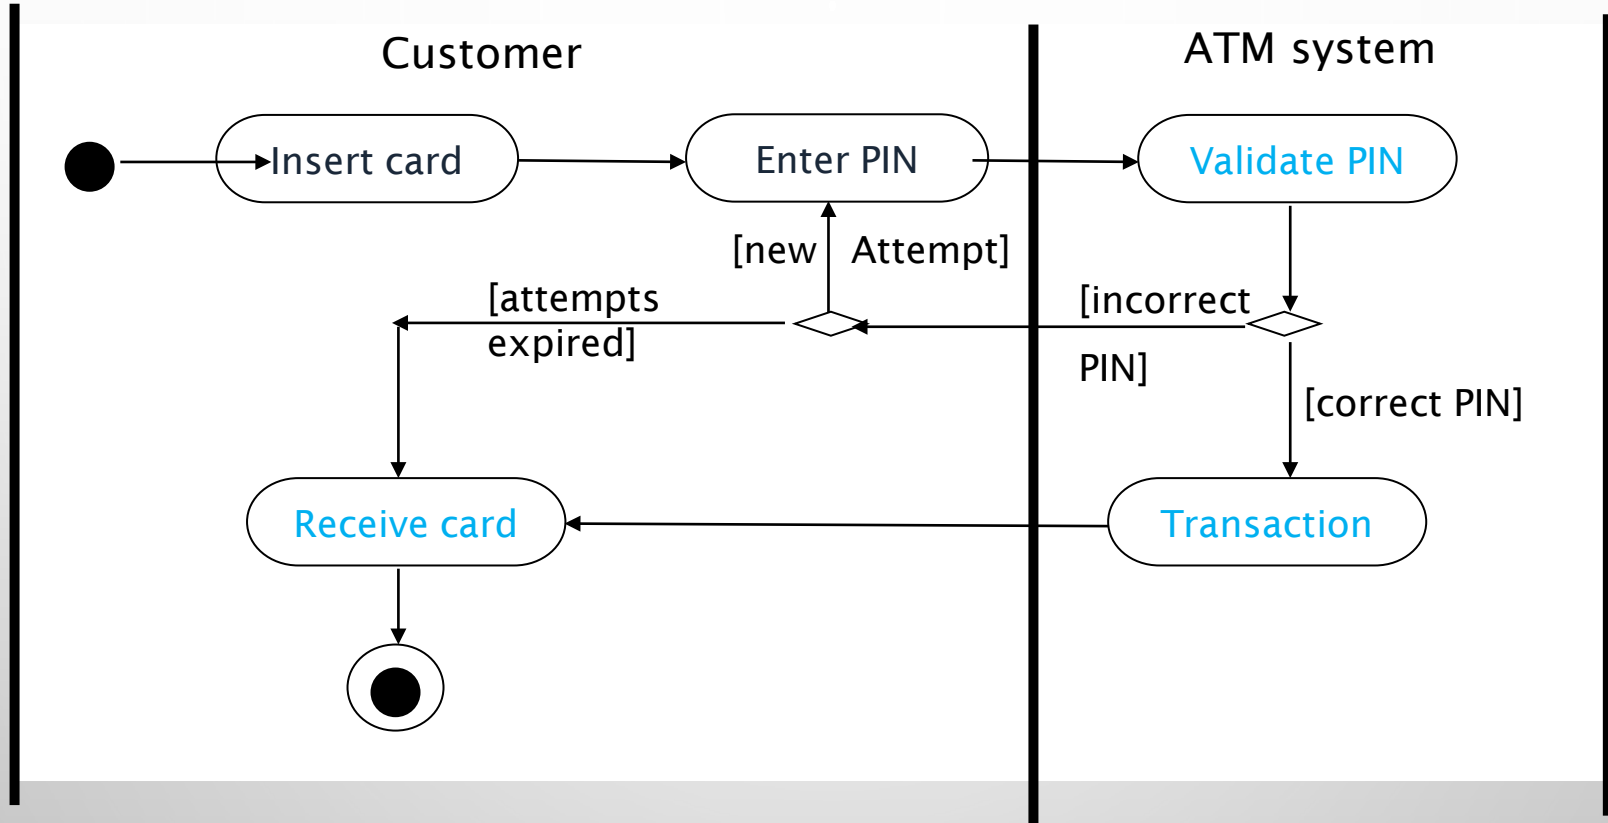 Customer
ATM system
Insert card
Enter PIN
Validate PIN
[new Attempt]
[attempts
expired]
[incorrect
PIN]
[correct PIN]
Receive card
Transaction